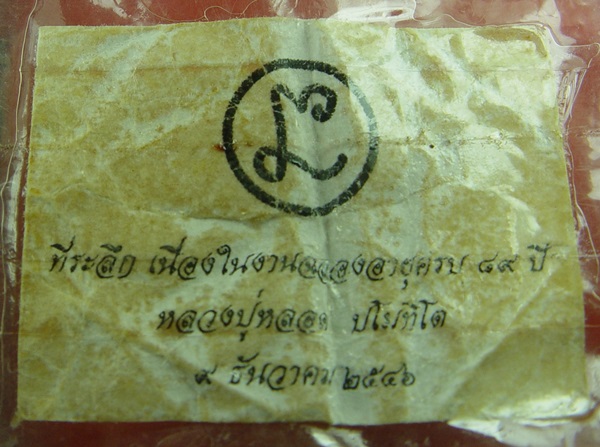 ที่ระลึก เนื่องในงานฉลองอายุครบ ๘๙ ปี
หลวงปู่หลอด ปโมทิโต
๙ ธันวาคม ๒๕๔๖